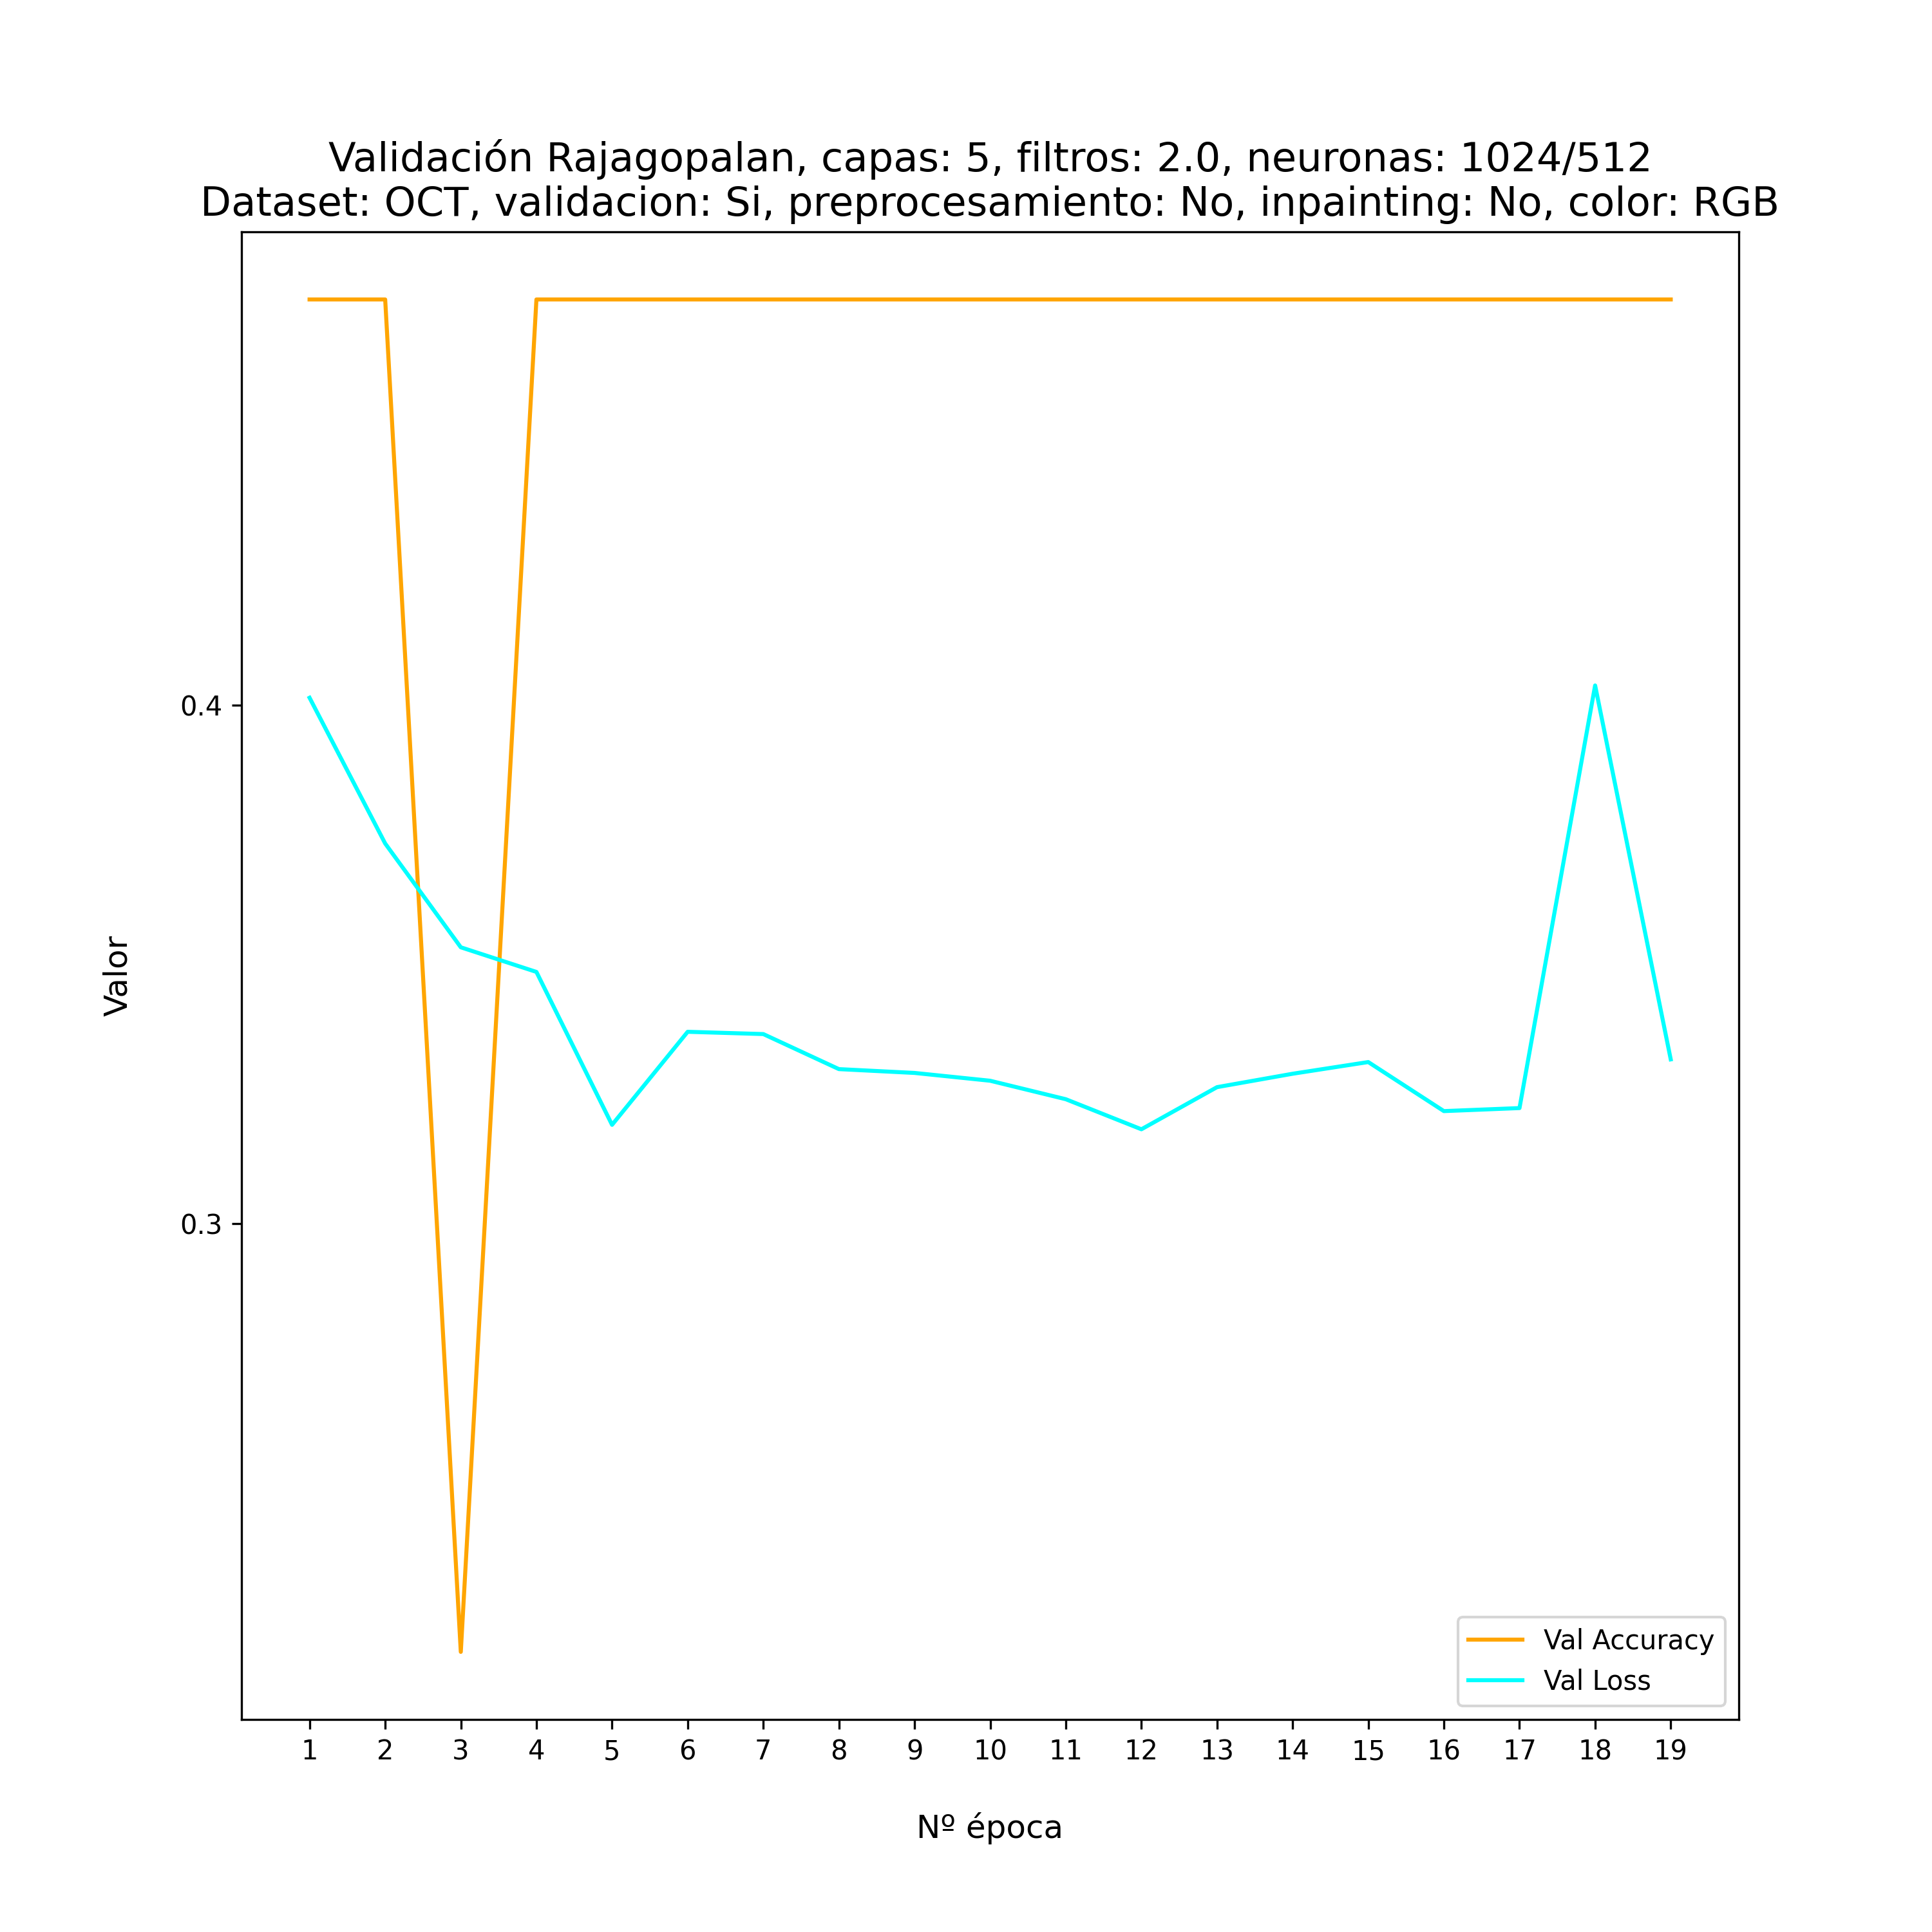 Validación Rajagopalan, capas: 5, filtros: 2.0, neuronas: 1024/512
Dataset: OCT, validacion: Si, preprocesamiento: No, inpainting: No, color: RGB
Valor
0.4
0.3
Val Accuracy
Val Loss
1 2 3 4 5 6 7 8 9 10 11 12 13 14 15 16 17 18 19
Nº época